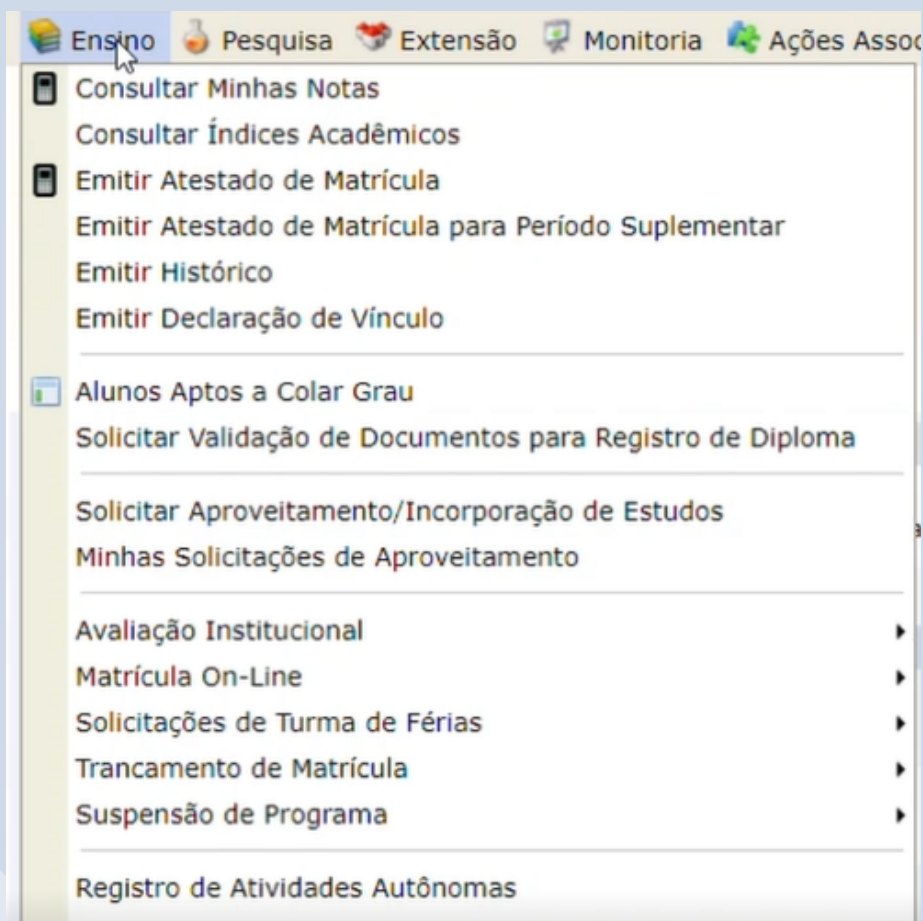 Ensino Pesquisa Extensão Monitoria Ações
Consultar Minhas Notas
Consultar Índices Acadêmicos
Emitir Atestado de Matrícula
Emitir Atestado de Matrícula para Período Suplementar
Emitir Histórico
Emitir Declaração de Vínculo
Alunos Aptos a Colar Grau
Solicitar Validação de Documentos para Registro de Diploma
Solicitar Aproveitamento/Incorporação de Estudos
Minhas Solicitações de Aproveitamento
Avaliação Institucional
Matrícula On-Line
Solicitações de Turma de Férias
Trancamento de Matrícula
Suspensão de Programa
Registro de Atividades Autônomas